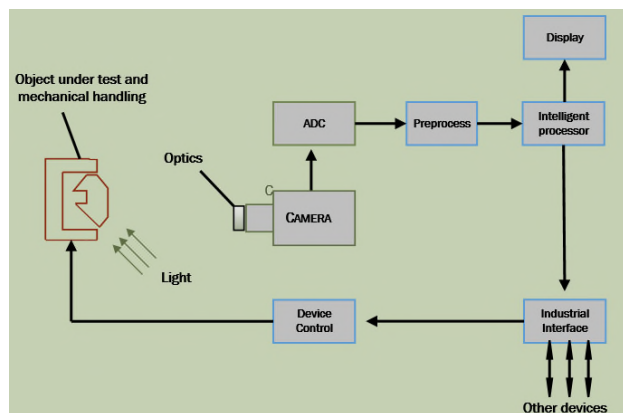 Display
Object under test and
mechanical handling
ADC
Preprocess
Intelligent
processor
Optics
C
CAMERA
Light
Device
Control
Industrial
Interface
Other devices